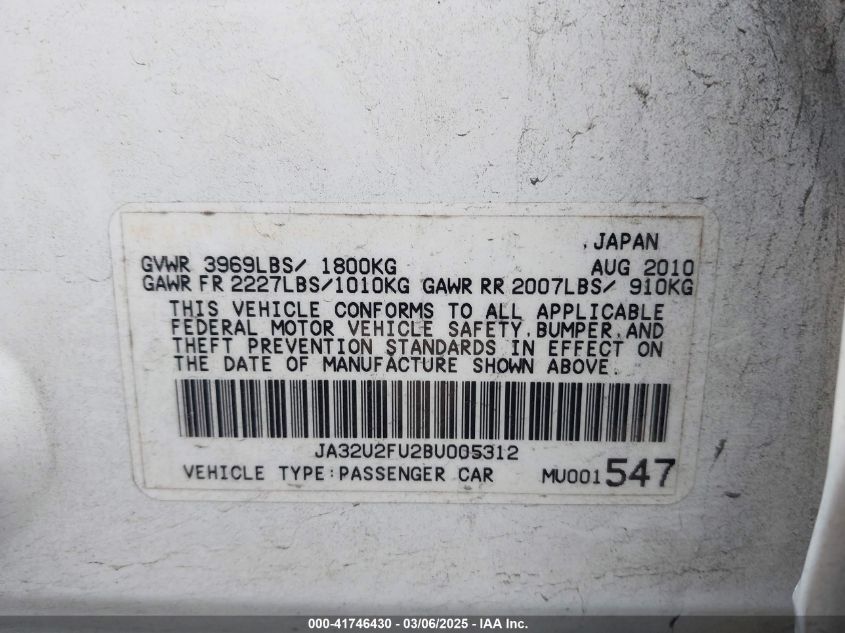 , JAPAN
GVWR 3969LBS/ 1800KG AUG 2010
GAWR FR 2227LBS/1010KG GAWR RR 2007LBS/ 910KG
THIS VEHICLE CONFORMS TO ALL APPLICABLE
FEDERAL MOTOR VEHICLE SAFETY, BUMPER, AND
THEFT PREVENTION STANDARDS IN EFFECT ON
THE DATE OF MANUFACTURE SHOWN ABOVE.
JA32U2FU2BU005312
VEHICLE TYPE:PASSENGER CAR MU001547
000-41746430 - 03/06/2025 - IAA Inc.